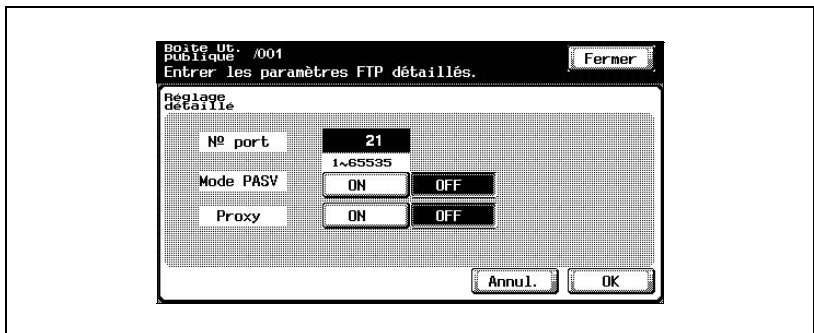 Boîte Ut.
publique /001
Entrer les paramètres FTP détaillés.
Fermer
Réglage
détaillé
Nº port
21
1~65535
Mode PASV
ON
OFF
Proxy
ON
OFF
Annul.
OK